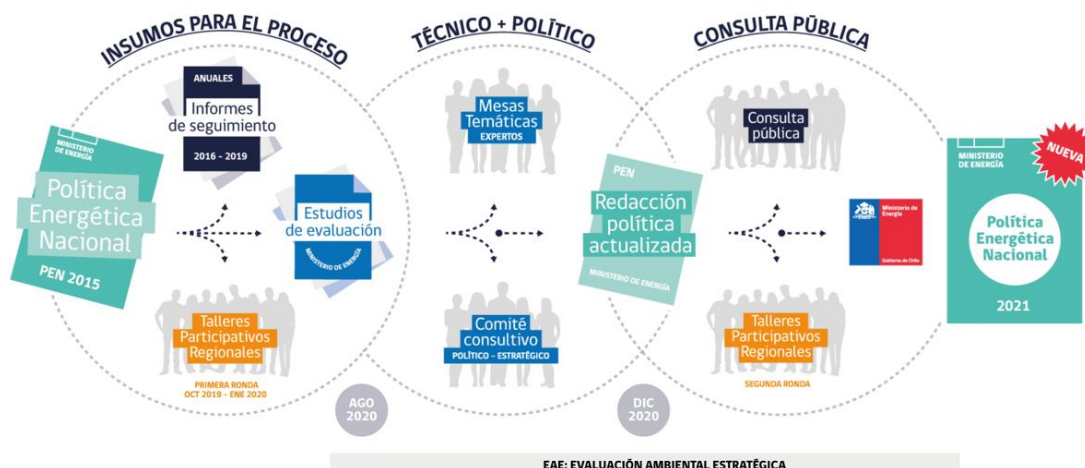 INSUMOS PARA EL PROCESO
TÉCNICO + POLÍTICO
CONSULTA PÚBLICA
MINISTERIO
DE ENERGÍA
Política
Energética
Nacional
PEN 2015
ANUALES
Informes
de seguimiento
2016 - 2019
Estudios
de evaluación
MINISTERIO DE ENERGÍA
Talleres
Participativos
Regionales
PRIMERA RONDA
OCT 2019 - ENE 2020
AGO
2020
Mesas
Temáticas
EXPERTOS
Comité
consultivo
POLÍTICO - ESTRATÉGICO
PEN
Redacción
política
actualizada
MINISTERIO DE ENERGÍA
DIC
2020
Consulta
pública
Talleres
Participativos
Regionales
SEGUNDA RONDA
Ministerio de
Energía
Gobierno de Chile
MINISTERIO
DE ENERGÍA
NUEVA
Política
Energética
Nacional
2021
EAE: EVALUACIÓN AMBIENTAL ESTRATÉGICA